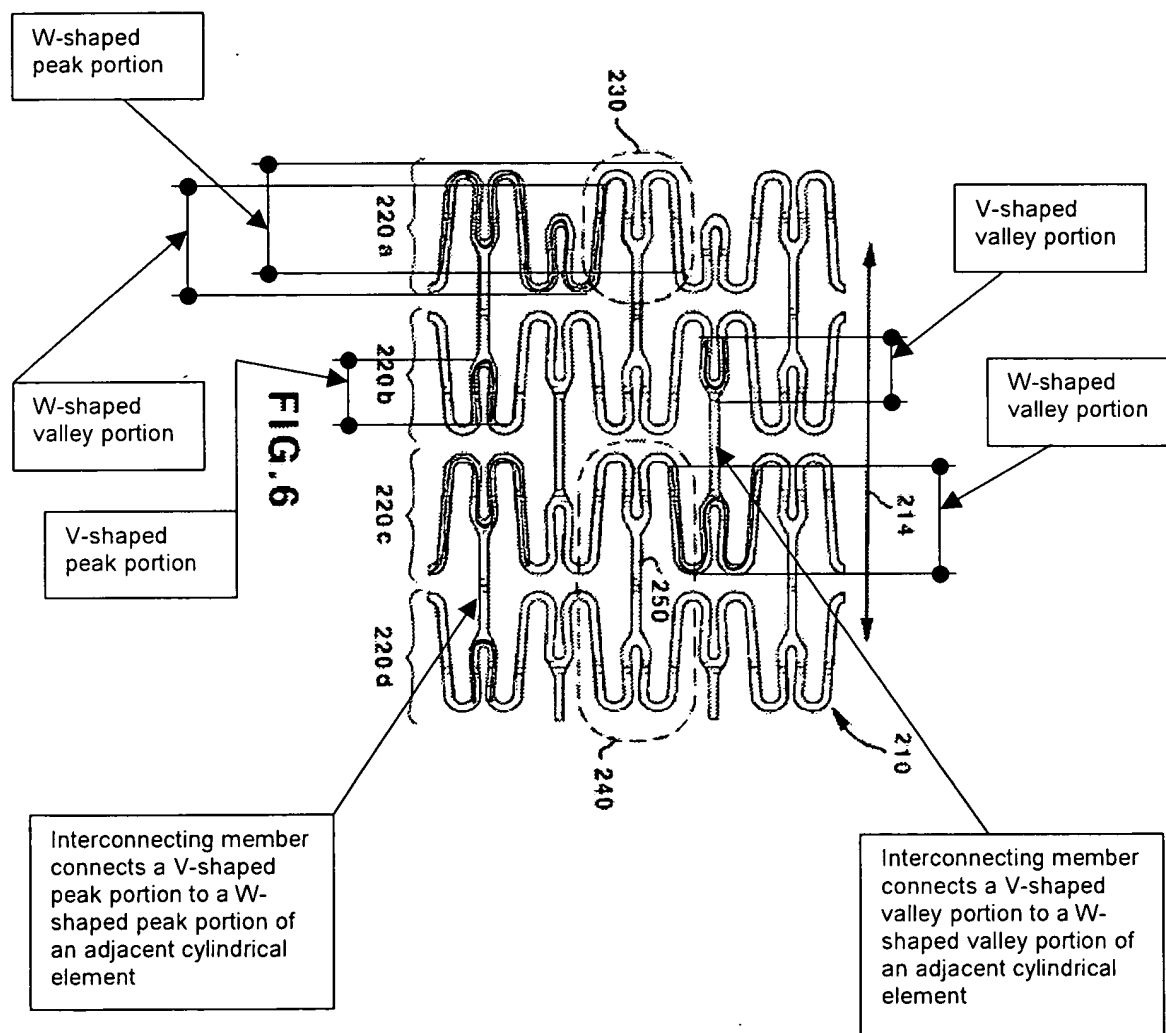 W-shaped
peak portion
230
V-shaped
valley portion
220a
W-shaped
valley portion
220b
214
W-shaped
valley portion
FIG.6
V-shaped
peak portion
220c
250
220d
210
240
Interconnecting member
connects a V-shaped
peak portion to a W-
shaped peak portion of
an adjacent cylindrical
element
Interconnecting member
connects a V-shaped
valley portion to a W-
shaped valley portion of
an adjacent cylindrical
element